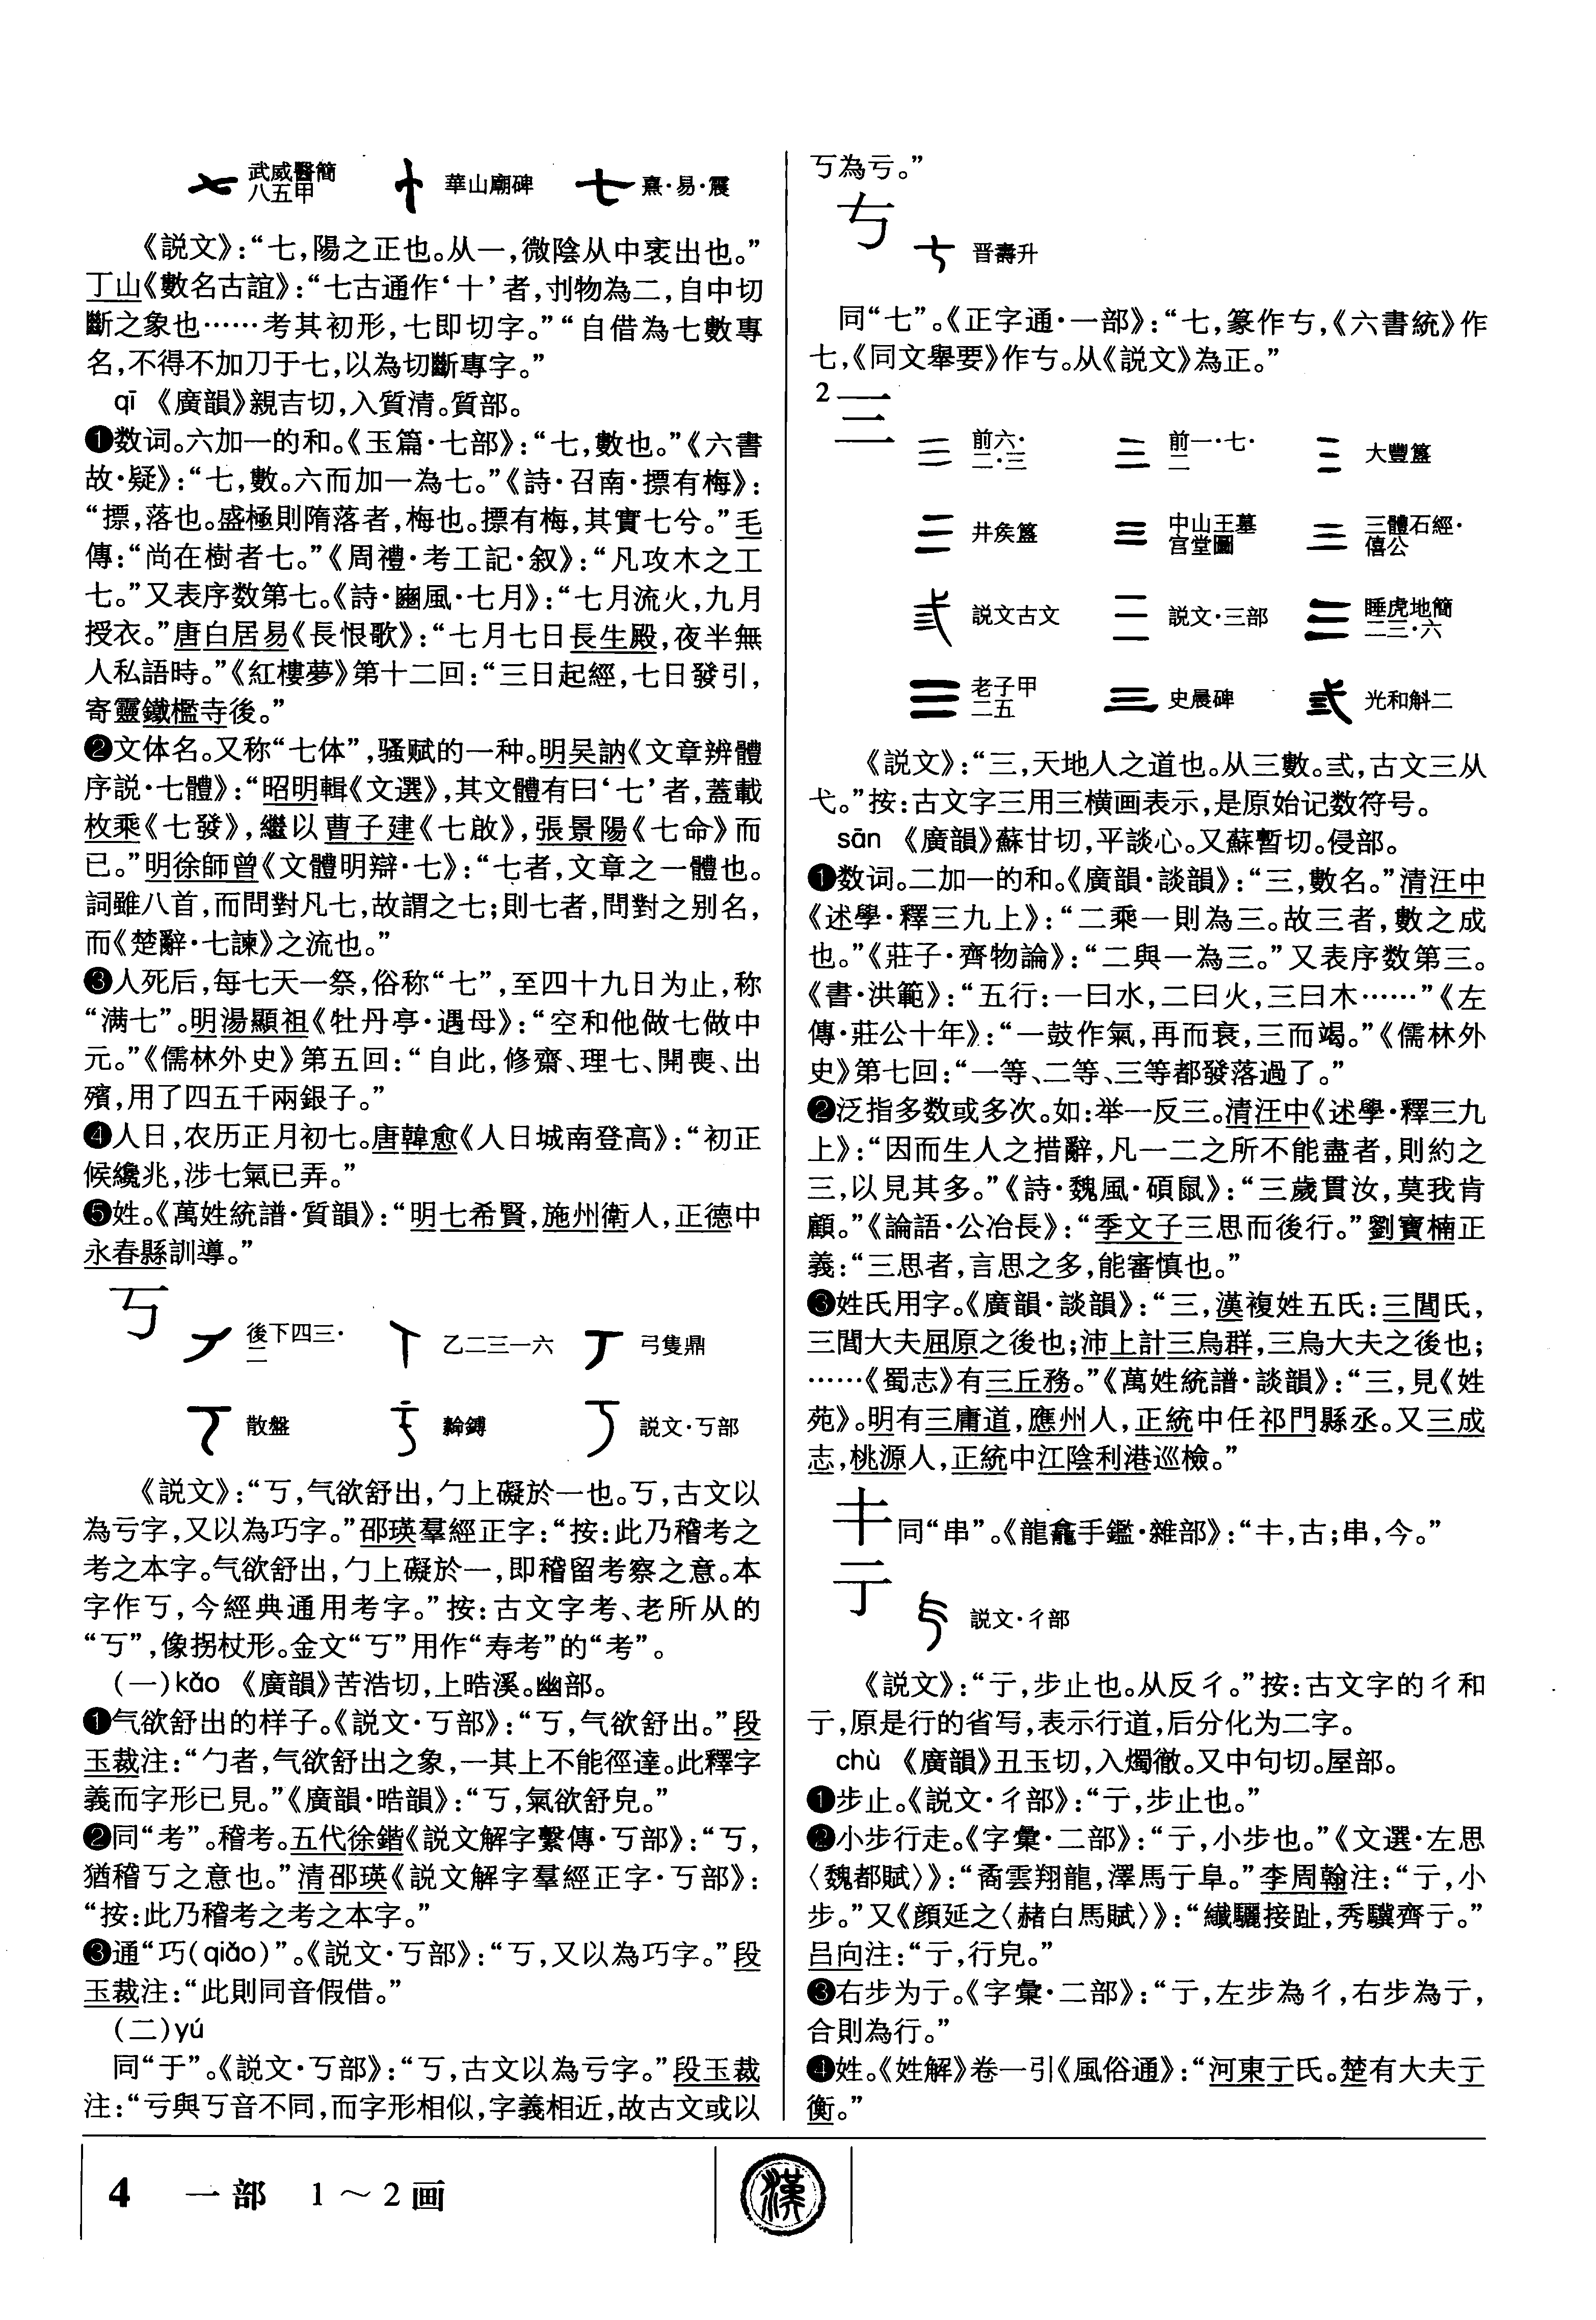 武威醫簡
八五甲
華山廟碑
熹·易·震
《説文》：“七，陽之正也。从一，微陰从中衺出也。”
丁山《數名古誼》：“七古通作‘十’者，刌物為二，自中切
斷之象也……考其初形，七即切字。”“自借為七數專
名，不得不加刀于七，以為切斷專字。”
qī 《廣韻》親吉切，入質清。質部。
❶数词。六加一的和。《玉篇·七部》：“七，數也。”《六書
故·疑》：“七，數。六而加一為七。”《詩·召南·摽有梅》：
“摽，落也。盛極則隋落者，梅也。摽有梅，其實七兮。”毛
傳：“尚在樹者七。”《周禮·考工記·叙》：“凡攻木之工
七。”又表序数第七。《詩·豳風·七月》：“七月流火，九月
授衣。”唐白居易《長恨歌》：“七月七日長生殿，夜半無
人私語時。”《紅樓夢》第十二回：“三日起經，七日發引，
寄靈鐵檻寺後。”
❷文体名。又称“七体”，骚赋的一种。明吴訥《文章辨體
序説·七體》：“昭明輯《文選》，其文體有曰‘七’者，蓋載
枚乘《七發》，繼以曹子建《七啟》，張景陽《七命》而
已。”明徐師曾《文體明辯·七》：“七者，文章之一體也。
詞雖八首，而問對凡七，故謂之七；則七者，問對之别名，
而《楚辭·七諫》之流也。”
❸人死后，每七天一祭，俗称“七”，至四十九日为止，称
“满七”。明湯顯祖《牡丹亭·遇母》：“空和他做七做中
元。”《儒林外史》第五回：“自此，修齋、理七、開喪、出
殯，用了四五千兩銀子。”
❹人日，农历正月初七。唐韓愈《人日城南登高》：“初正
候纔兆，涉七氣已弄。”
❺姓。《萬姓統譜·質韻》：“明七希賢，施州衛人，正德中
永春縣訓導。”
丂
後下四三·
二
乙二三一六
弓隻鼎
散盤
㝬鎛
説文·丂部
《説文》：“丂，气欲舒出，勹上礙於一也。丂，古文以
為亏字，又以為巧字。”邵瑛羣經正字：“按：此乃稽考之
考之本字。气欲舒出，勹上礙於一，即稽留考察之意。本
字作丂，今經典通用考字。”按：古文字考、老所从的
“丂”，像拐杖形。金文“丂”用作“寿考”的“考”。
（一）kǎo 《廣韻》苦浩切，上晧溪。幽部。
❶气欲舒出的样子。《説文·丂部》：“丂，气欲舒出。”段
玉裁注：“勹者，气欲舒出之象，一其上不能徑達。此釋字
義而字形已見。”《廣韻·晧韻》：“丂，氣欲舒皃。”
❷同“考”。稽考。五代徐鍇《説文解字繫傳·丂部》：“丂，
猶稽丂之意也。”清邵瑛《説文解字羣經正字·丂部》：
“按：此乃稽考之考之本字。”
❸通“巧（qiǎo）”。《説文·丂部》：“丂，又以為巧字。”段
玉裁注：“此則同音假借。”
（二）yú
同“于”。《説文·丂部》：“丂，古文以為亏字。”段玉裁
注：“亏與丂音不同，而字形相似，字義相近，故古文或以
丂為亏。”
㔾
晋壽升
同“七”。《正字通·一部》：“七，篆作㔾，《六書統》作
七，《同文舉要》作㔾。从《説文》為正。”
2
三
前六·
二·三
前一·七·
二
大豐簋
井矦簋
中山王墓
宫堂圖
三體石經·
僖公
説文古文
説文·三部
睡虎地簡
二三·六
老子甲
二五
史晨碑
光和斛二
《説文》：“三，天地人之道也。从三數。弎，古文三从
弋。”按：古文字三用三横画表示，是原始记数符号。
sān 《廣韻》蘇甘切，平談心。又蘇暫切。侵部。
❶数词。二加一的和。《廣韻·談韻》：“三，數名。”清汪中
《述學·釋三九上》：“二乘一則為三。故三者，數之成
也。”《莊子·齊物論》：“二與一為三。”又表序数第三。
《書·洪範》：“五行：一曰水，二曰火，三曰木……”《左
傳·莊公十年》：“一鼓作氣，再而衰，三而竭。”《儒林外
史》第七回：“一等、二等、三等都發落過了。”
❷泛指多数或多次。如：举一反三。清汪中《述學·釋三九
上》：“因而生人之措辭，凡一二之所不能盡者，則約之
三，以見其多。”《詩·魏風·碩鼠》：“三歲貫汝，莫我肯
顧。”《論語·公冶長》：“季文子三思而後行。”劉寶楠正
義：“三思者，言思之多，能審慎也。”
❸姓氏用字。《廣韻·談韻》：“三，漢複姓五氏：三閭氏，
三閭大夫屈原之後也；沛上計三烏群，三烏大夫之後也；
……《蜀志》有三丘務。”《萬姓統譜·談韻》：“三，見《姓
苑》。明有三庸道，應州人，正統中任祁門縣丞。又三成
志，桃源人，正統中江陰利港巡檢。”
𠦂
同“串”。《龍龕手鑑·雜部》：“𠦂，古；串，今。”
亍
説文·彳部
《説文》：“亍，步止也。从反彳。”按：古文字的彳和
亍，原是行的省写，表示行道，后分化为二字。
chù 《廣韻》丑玉切，入燭徹。又中句切。屋部。
❶步止。《説文·彳部》：“亍，步止也。”
❷小步行走。《字彙·二部》：“亍，小步也。”《文選·左思
〈魏都賦〉》：“矞雲翔龍，澤馬亍阜。”李周翰注：“亍，小
步。”又《顔延之〈赭白馬賦〉》：“纖驪接趾，秀騏齊亍。”
吕向注：“亍，行皃。”
❸右步为亍。《字彙·二部》：“亍，左步為彳，右步為亍，
合則為行。”
❹姓。《姓解》卷一引《風俗通》：“河東亍氏。楚有大夫亍
衡。”
4 一部 1～2画
漢